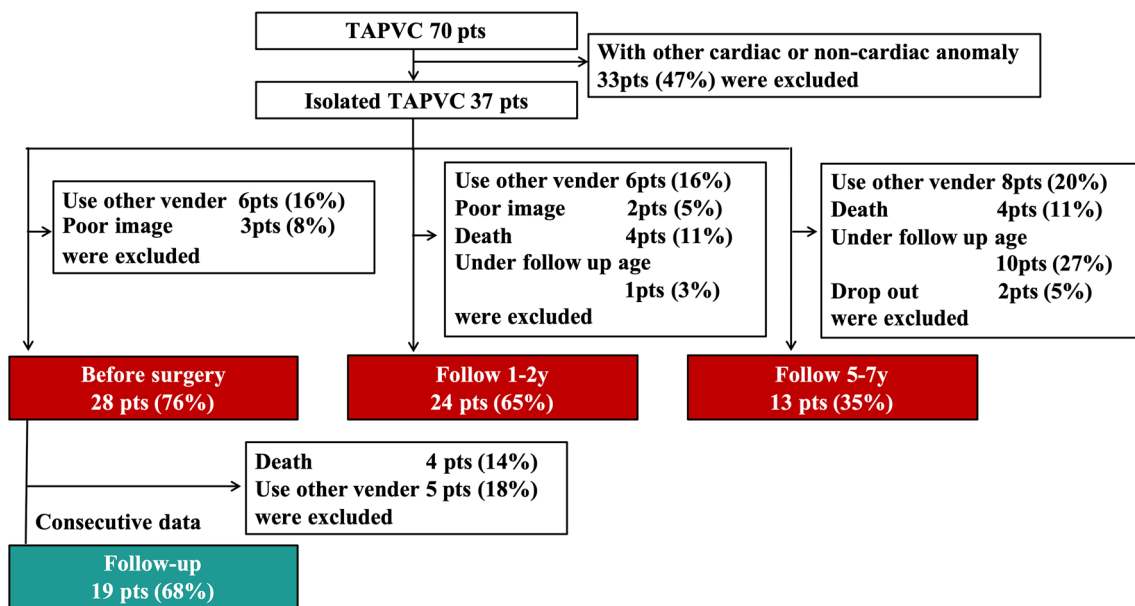 TAPVC 70 pts
With other cardiac or non-cardiac anomaly
33pts (47%) were excluded
Isolated TAPVC 37 pts
Use other vender 6pts (16%)
Poor image 3pts (8%)
were excluded
Use other vender 6pts (16%)
Poor image 2pts (5%)
Death 4pts (11%)
Under follow up age
1pts (3%)
were excluded
Use other vender 8pts (20%)
Death 4pts (11%)
Under follow up age
10pts (27%)
Drop out 2pts (5%)
were excluded
Before surgery
28 pts (76%)
Follow 1-2y
24 pts (65%)
Follow 5-7y
13 pts (35%)
Death 4 pts (14%)
Use other vender 5 pts (18%)
were excluded
Consecutive data
Follow-up
19 pts (68%)